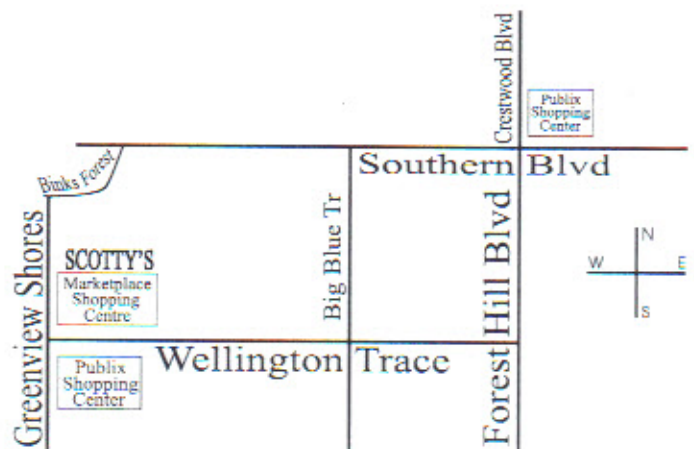 Crestwood Blvd
Publix
Shopping
Center
Southern Blvd
Binks Forest
Greenview Shores
SCOTTY'S
Marketplace
Shopping
Centre
Big Blue Tr
Forest Hill Blvd
N
W E
S
Wellington Trace
Publix
Shopping
Center